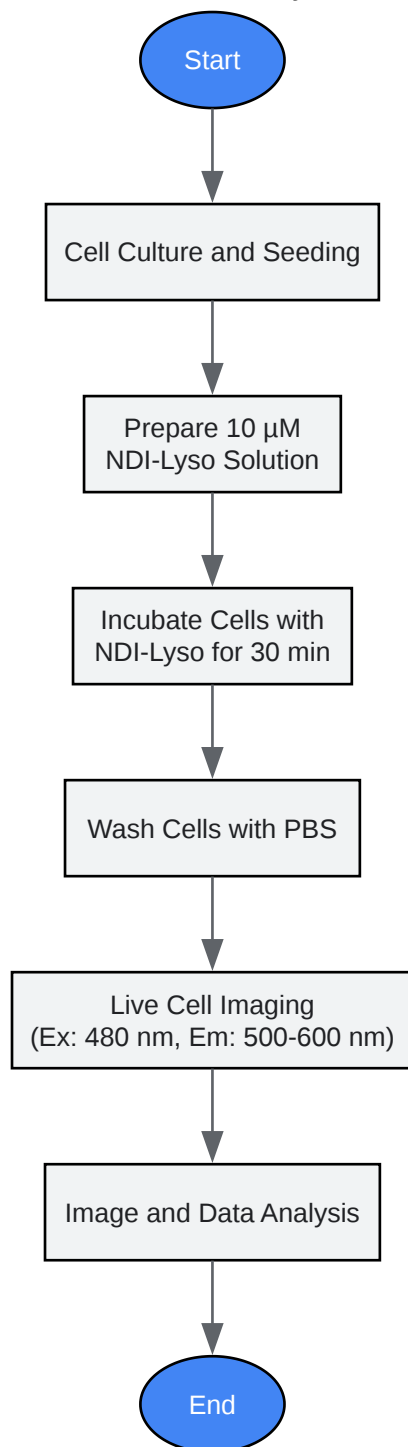 Start
Cell Culture and Seeding
Prepare 10 µM
NDI-Lyso Solution
Incubate Cells with
NDI-Lyso for 30 min
Wash Cells with PBS
Live Cell Imaging
(Ex: 480 nm, Em: 500-600 nm)
Image and Data Analysis
End